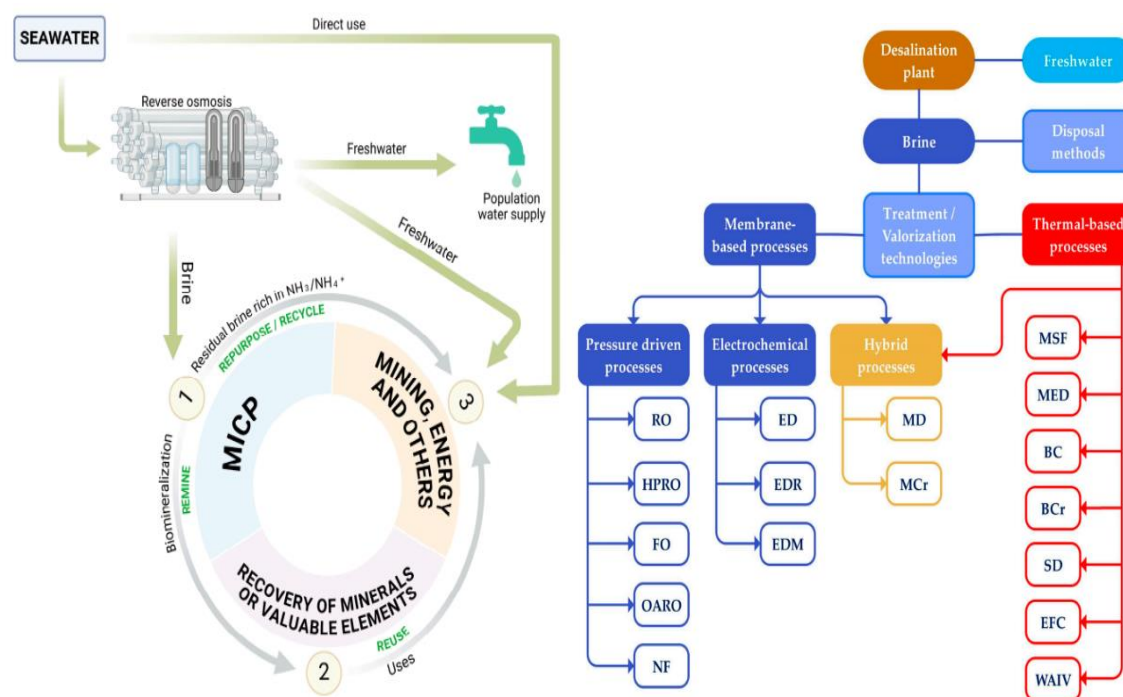 SEAWATER
Direct use
Reverse osmosis
Freshwater
Population
water supply
Freshwater
Brine
Residual brine rich in NH₃/NH₄⁺
REPURPOSE / RECYCLE
1
MICP
MINING, ENERGY
AND OTHERS
3
Biomineralization
REMINE
RECOVERY OF MINERALS
OR VALUABLE ELEMENTS
2
REUSE
Uses
Desalination
plant
Freshwater
Brine
Disposal
methods
Membrane-
based processes
Treatment /
Valorization
technologies
Thermal-based
processes
Pressure driven
processes
Electrochemical
processes
Hybrid
processes
RO
HPRO
FO
OARO
NF
ED
EDR
EDM
MD
MCr
MSF
MED
BC
BCr
SD
EFC
WAIV